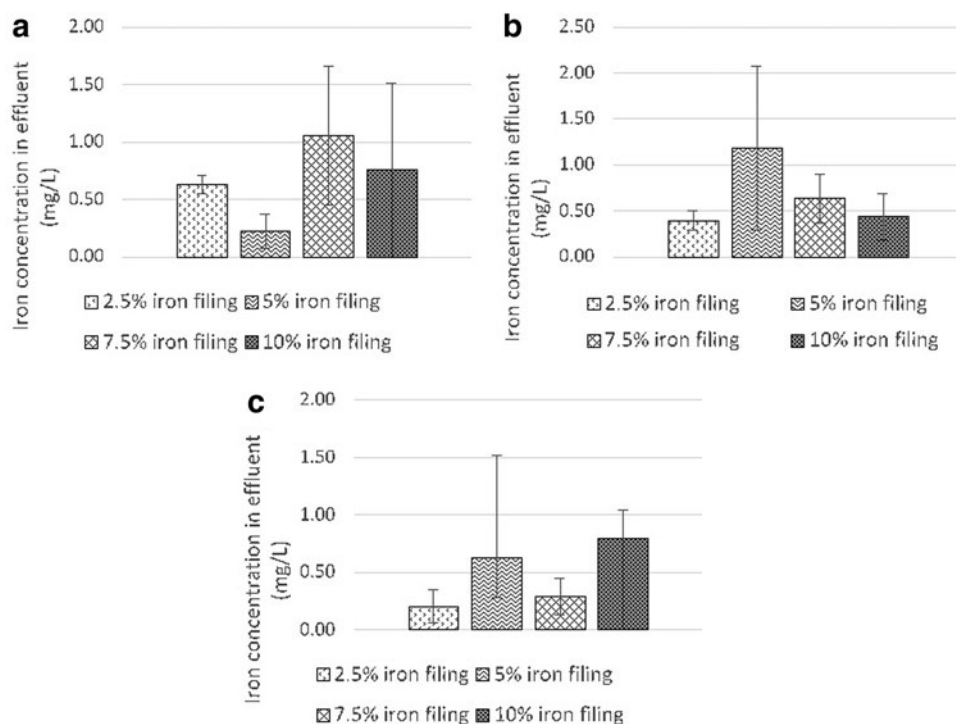 a
Iron concentration in effluent
(mg/L)
2.00
1.50
1.00
0.50
0.00
2.5% iron filing 5% iron filing
7.5% iron filing 10% iron filing
b
Iron concentration in effluent
(mg/L)
2.50
2.00
1.50
1.00
0.50
0.00
2.5% iron filing 5% iron filing
7.5% iron filing 10% iron filing
c
Iron concentration in effluent
(mg/L)
2.00
1.50
1.00
0.50
0.00
2.5% iron filing 5% iron filing
7.5% iron filing 10% iron filing